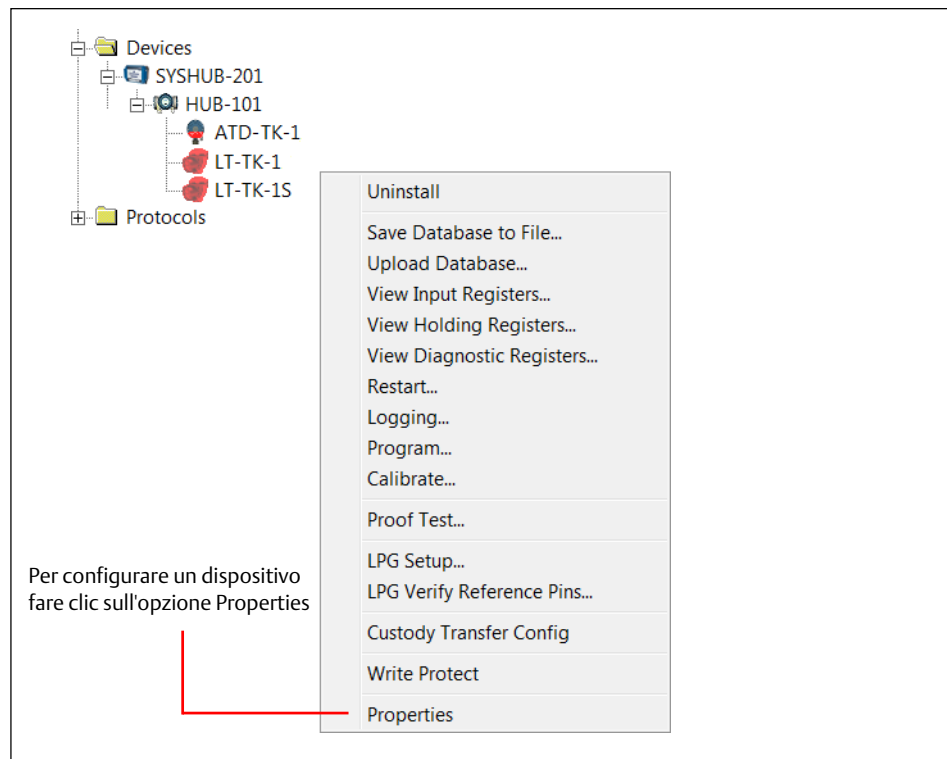 Devices
SYSHUB-201
HUB-101
ATD-TK-1
LT-TK-1
LT-TK-1S
Protocols
Uninstall
Save Database to File...
Upload Database...
View Input Registers...
View Holding Registers...
View Diagnostic Registers...
Restart...
Logging...
Program...
Calibrate...
Proof Test...
LPG Setup...
LPG Verify Reference Pins...
Custody Transfer Config
Write Protect
Properties
Per configurare un dispositivo
fare clic sull'opzione Properties